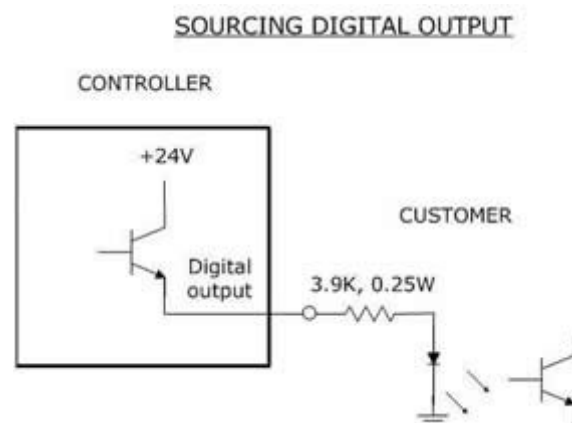 SOURCING DIGITAL OUTPUT
CONTROLLER
+24V
CUSTOMER
Digital
output
3.9K, 0.25W